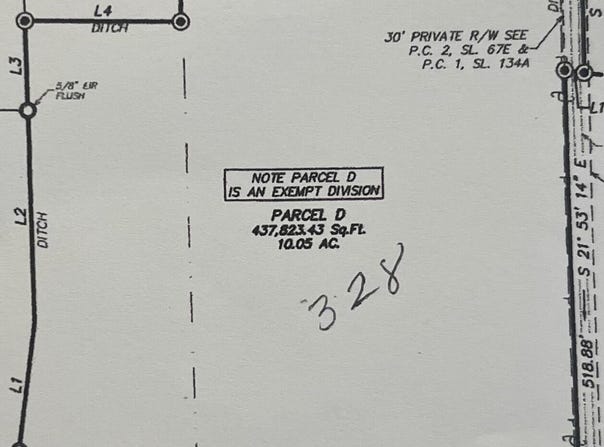 L4
DITCH
30' PRIVATE R/W SEE
P.C. 2, SL. 67E &
P.C. 1, SL. 134A
L3
5/8" EIR
FLUSH
L1
NOTE PARCEL D
IS AN EXEMPT DIVISION
PARCEL D
437,823.43 Sq.Ft.
10.05 AC.
L2
DITCH
328
518.88' S 21° 53' 14" E
L1